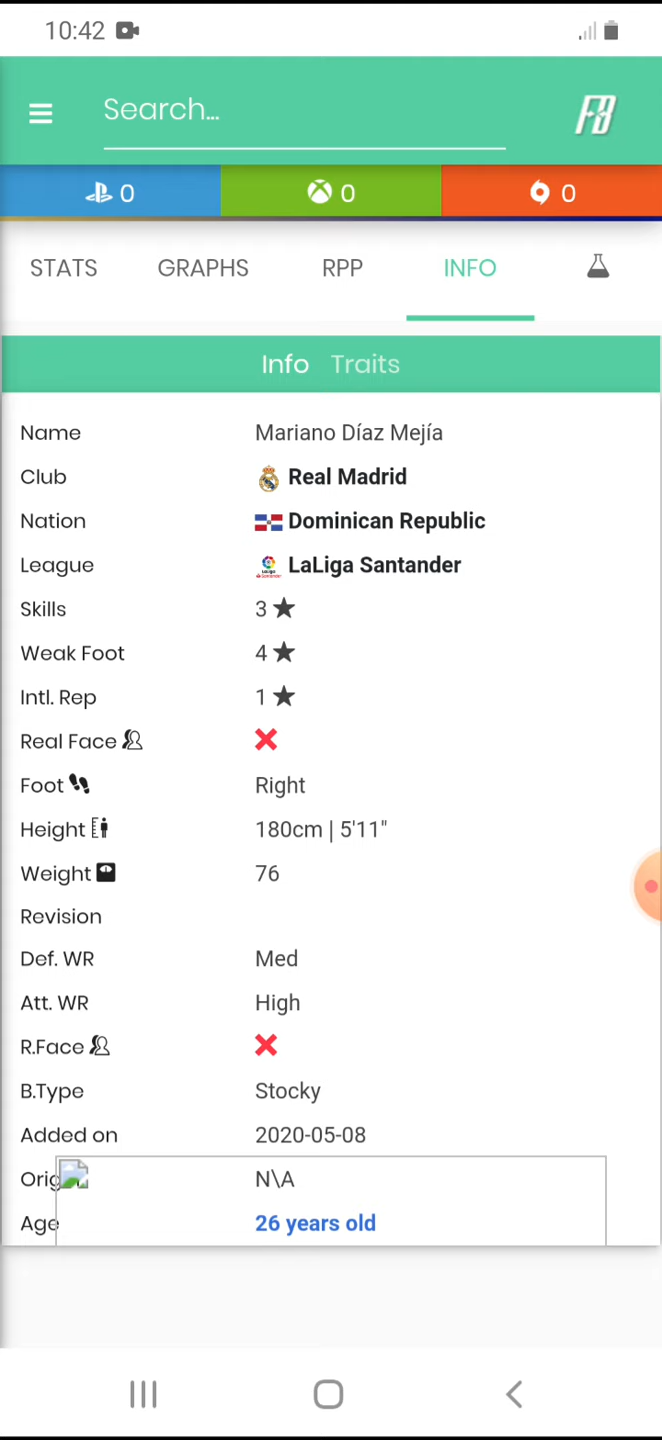 10:42
Search...
FB
0 0 0
STATS GRAPHS RPP INFO
Info Traits
Name Mariano Díaz Mejía
Club Real Madrid
Nation Dominican Republic
League LaLiga Santander
Skills 3
Weak Foot 4
Intl. Rep 1
Real Face
Foot Right
Height 180cm | 5'11"
Weight 76
Revision
Def. WR Med
Att. WR High
R.Face
B.Type Stocky
Added on 2020-05-08
Orig N\A
Age 26 years old